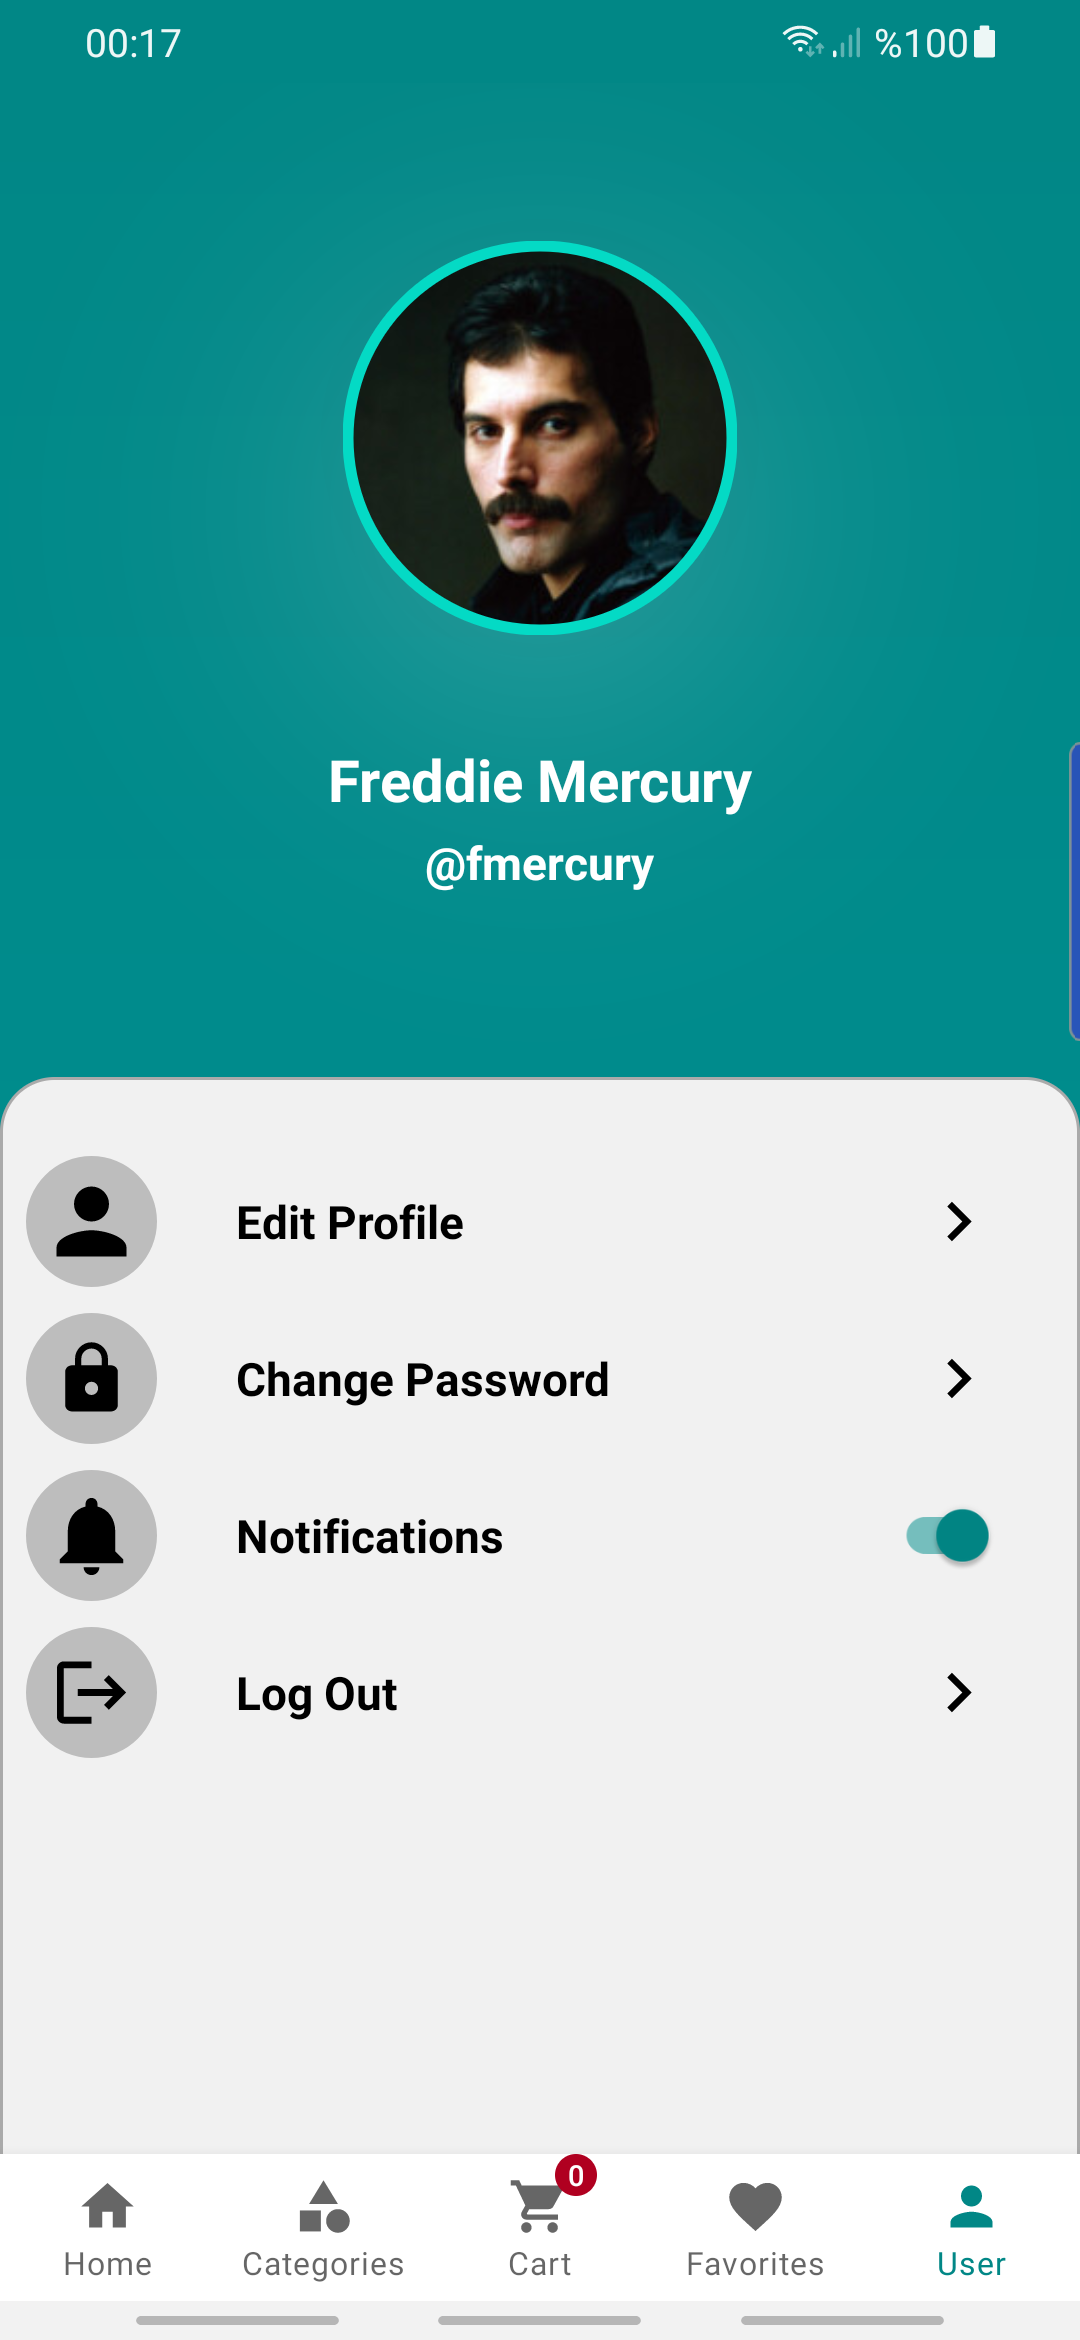 00:17
%100
Freddie Mercury
@fmercury
Edit Profile
Change Password
Notifications
Log Out
0
Home
Categories
Cart
Favorites
User